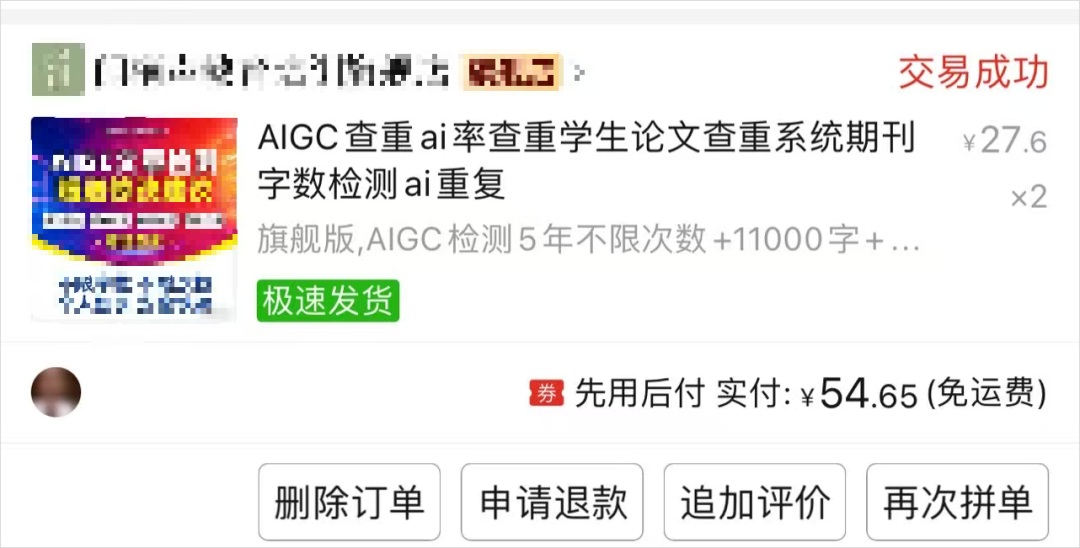 交易成功
AIGC查重ai率查重学生论文查重系统期刊
¥27.6
字数检测ai重复
×2
旗舰版,AIGC检测5年不限次数+11000字+...
极速发货
券 先用后付 实付: ¥54.65 (免运费)
删除订单 申请退款 追加评价 再次拼单